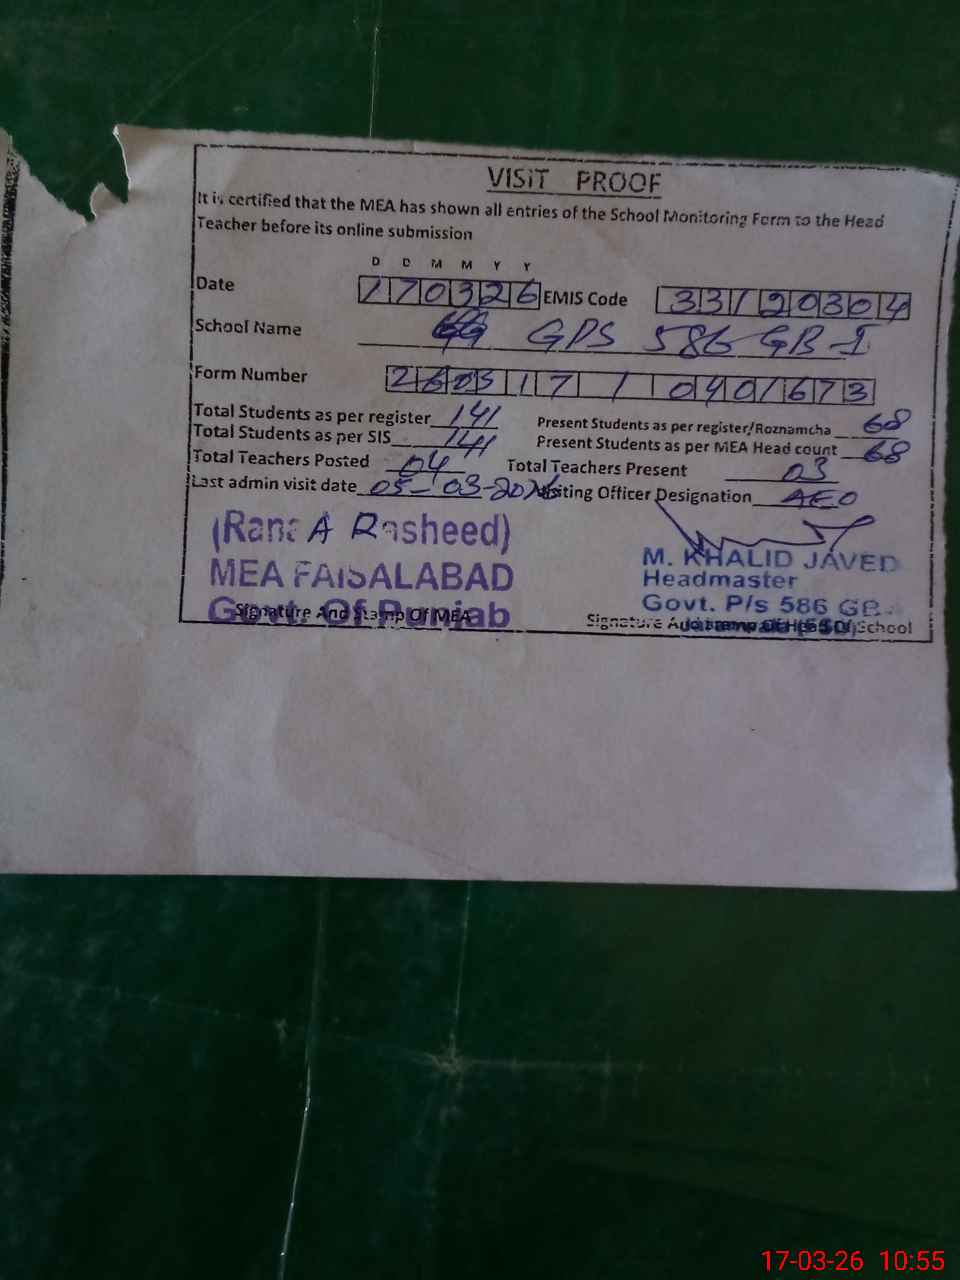 VISIT PROOF
It is certified that the MEA has shown all entries of the School Monitoring Form to the Head
Teacher before its online submission
D D M M Y Y
Date 170326 EMIS Code 33120304
School Name GPS 586 GB-I
Form Number 260317 1 0401673
Total Students as per register 141 Present Students as per register/Roznamcha 68
Total Students as per SIS 141 Present Students as per MEA Head count 68
Total Teachers Posted 04 Total Teachers Present 03
Last admin visit date 05-03-2026 Visiting Officer Designation AEO
(Rana A Rasheed)
MEA FAISALABAD
Govt. Of Punjab
Signature And Stamp Of MEA
M. KHALID JAVED
Headmaster
Govt. P/s 586 GB
Signature And Stamp Of Head Of School
17-03-26 10:55